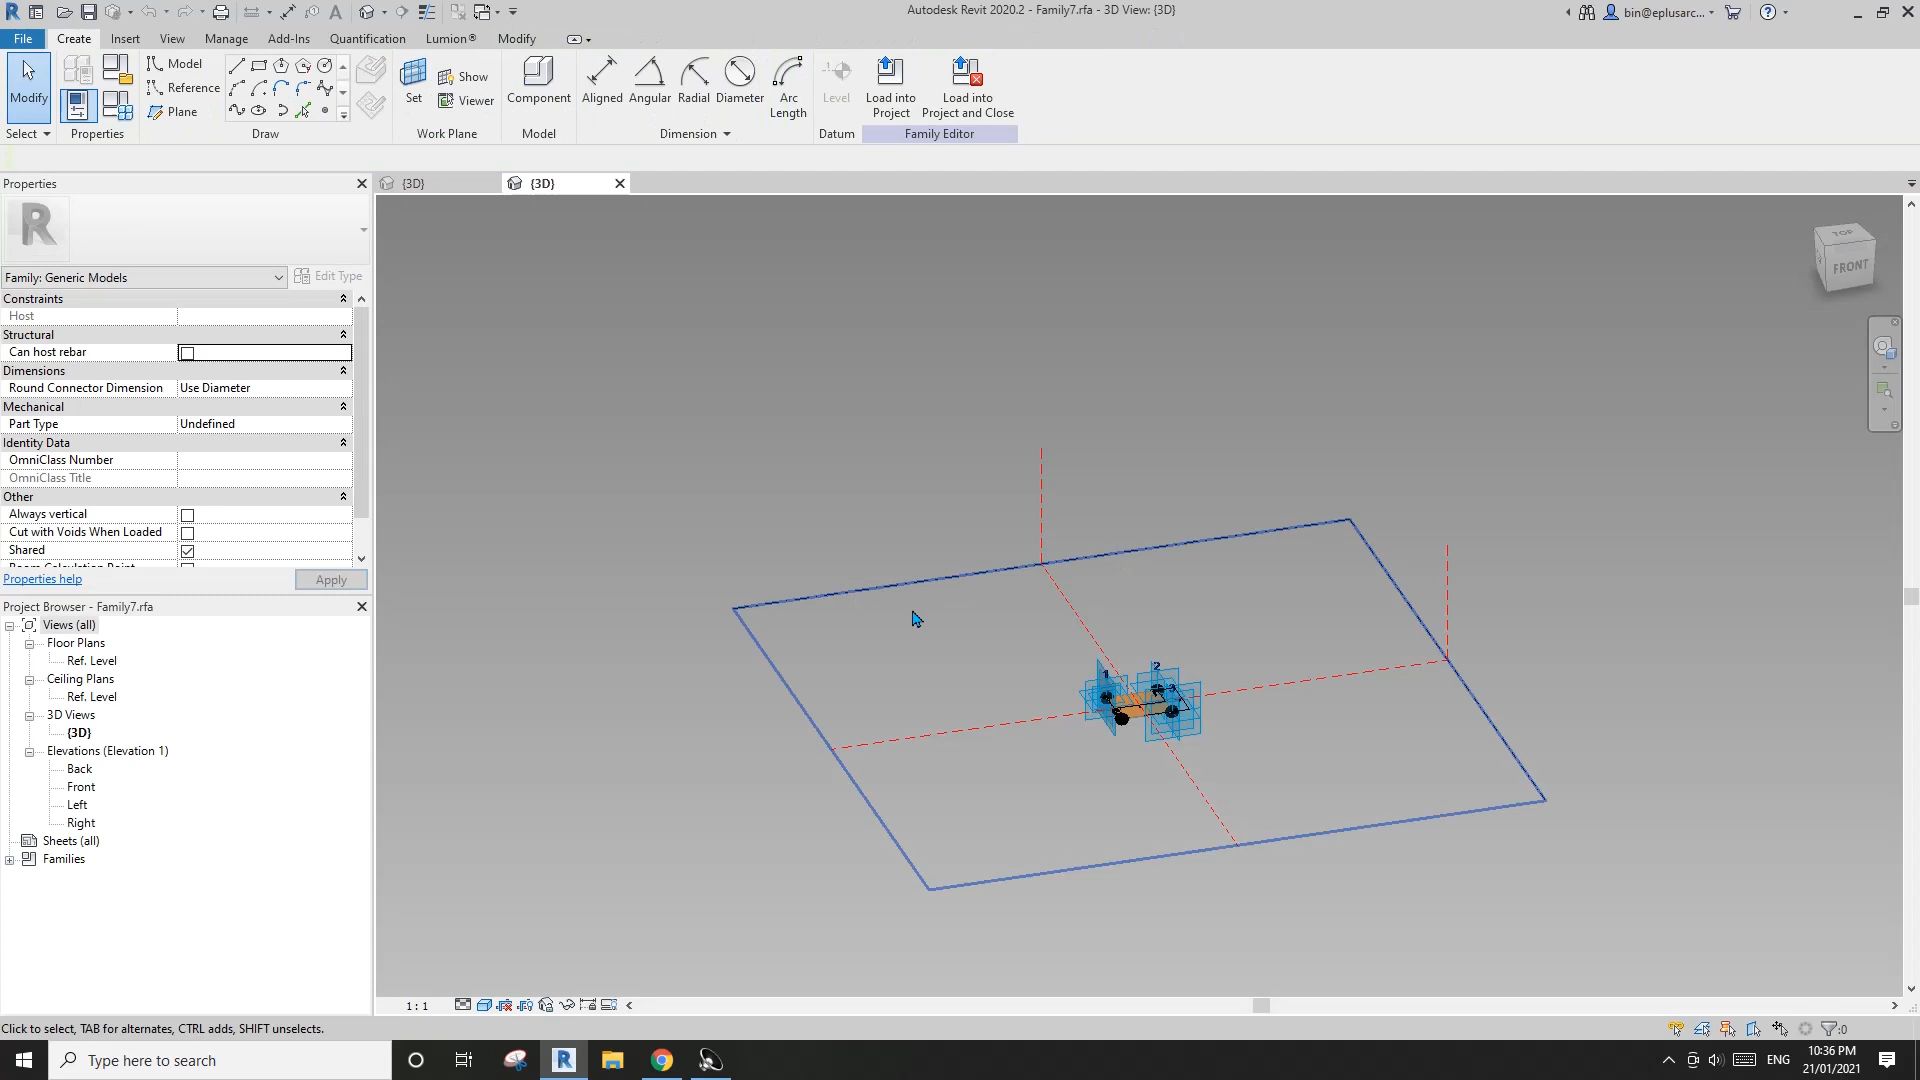 Autodesk Revit 2020.2 - Family7.rfa - 3D View: {3D}
bin@eplusarc...
File Create Insert View Manage Add-Ins Quantification Lumion® Modify
Modify
Select
Properties
Model
Reference
Plane
Draw
Set
Show
Viewer
Work Plane
Component
Model
Aligned Angular Radial Diameter Arc
Length
Dimension
Level
Datum
Load into
Project
Load into
Project and Close
Family Editor
Properties
{3D}
{3D}
R
Family: Generic Models
Edit Type
Constraints
Host
Structural
Can host rebar
Dimensions
Round Connector Dimension Use Diameter
Mechanical
Part Type Undefined
Identity Data
OmniClass Number
OmniClass Title
Other
Always vertical
Cut with Voids When Loaded
Shared
Properties help
Apply
Project Browser - Family7.rfa
Views (all)
Floor Plans
Ref. Level
Ceiling Plans
Ref. Level
3D Views
{3D}
Elevations (Elevation 1)
Back
Front
Left
Right
Sheets (all)
Families
TOP
FRONT
1
2
1 : 1
Click to select, TAB for alternates, CTRL adds, SHIFT unselects.
:0
Type here to search
ENG
10:36 PM
21/01/2021